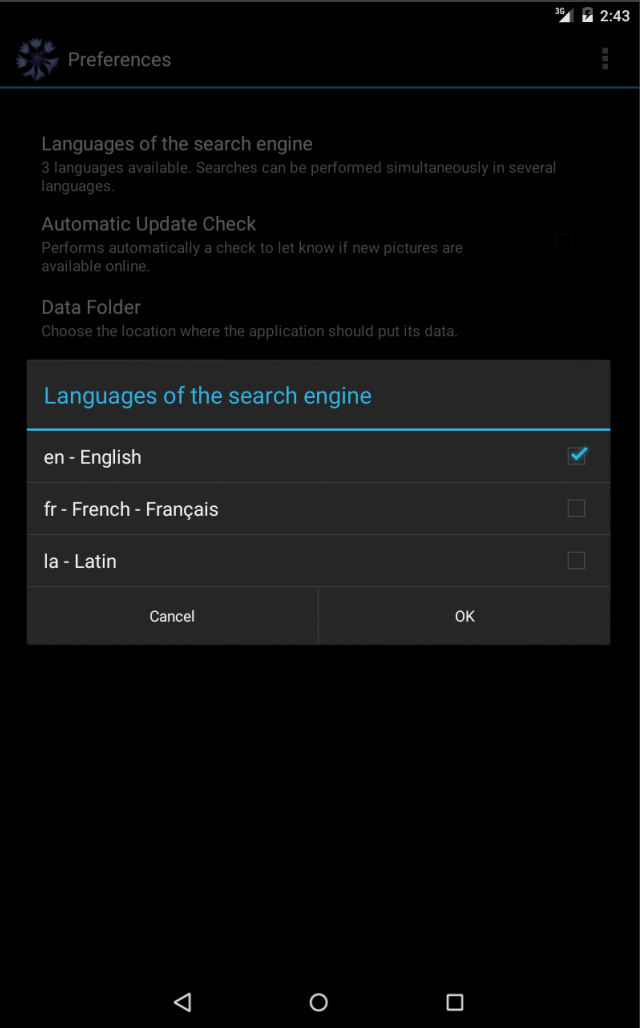 3G 2:43
Preferences
Languages of the search engine
3 languages available. Searches can be performed simultaneously in several
languages.
Automatic Update Check
Performs automatically a check to let know if new pictures are
available online.
Data Folder
Choose the location where the application should put its data.
Languages of the search engine
en - English
fr - French - Français
la - Latin
Cancel OK